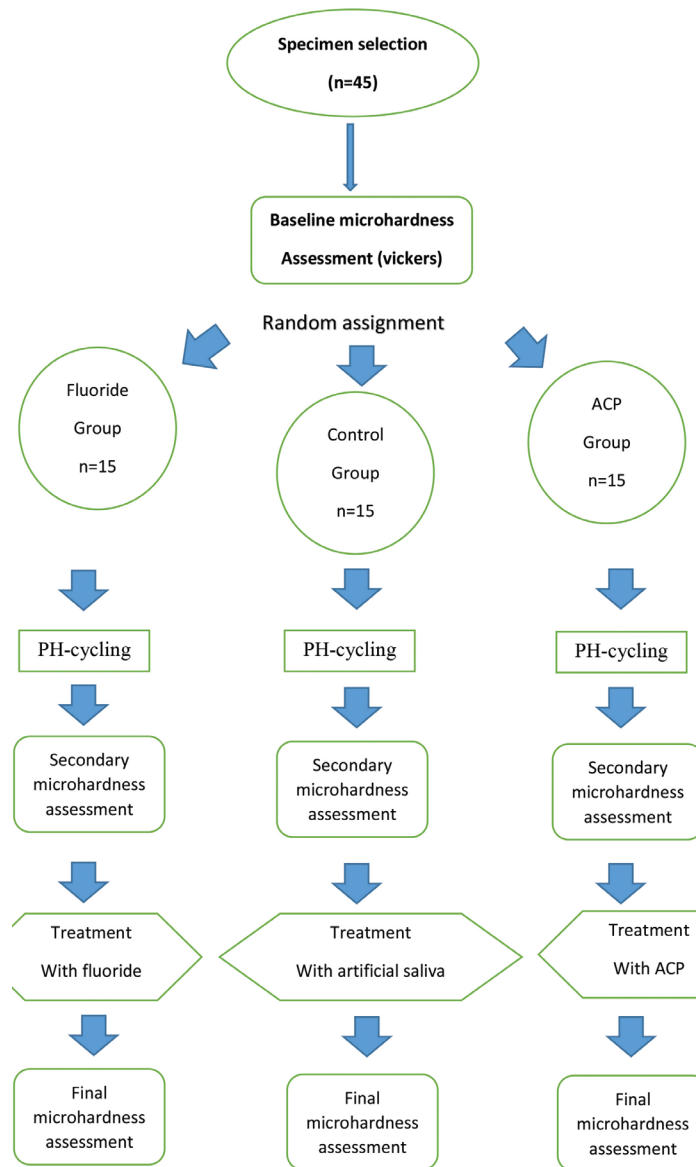 Specimen selection
(n=45)
Baseline microhardness
Assessment (vickers)
Random assignment
Fluoride
Group
n=15
Control
Group
n=15
ACP
Group
n=15
PH-cycling
PH-cycling
PH-cycling
Secondary
microhardness
assessment
Secondary
microhardness
assessment
Secondary
microhardness
assessment
Treatment
With fluoride
Treatment
With artificial saliva
Treatment
With ACP
Final
microhardness
assessment
Final
microhardness
assessment
Final
microhardness
assessment